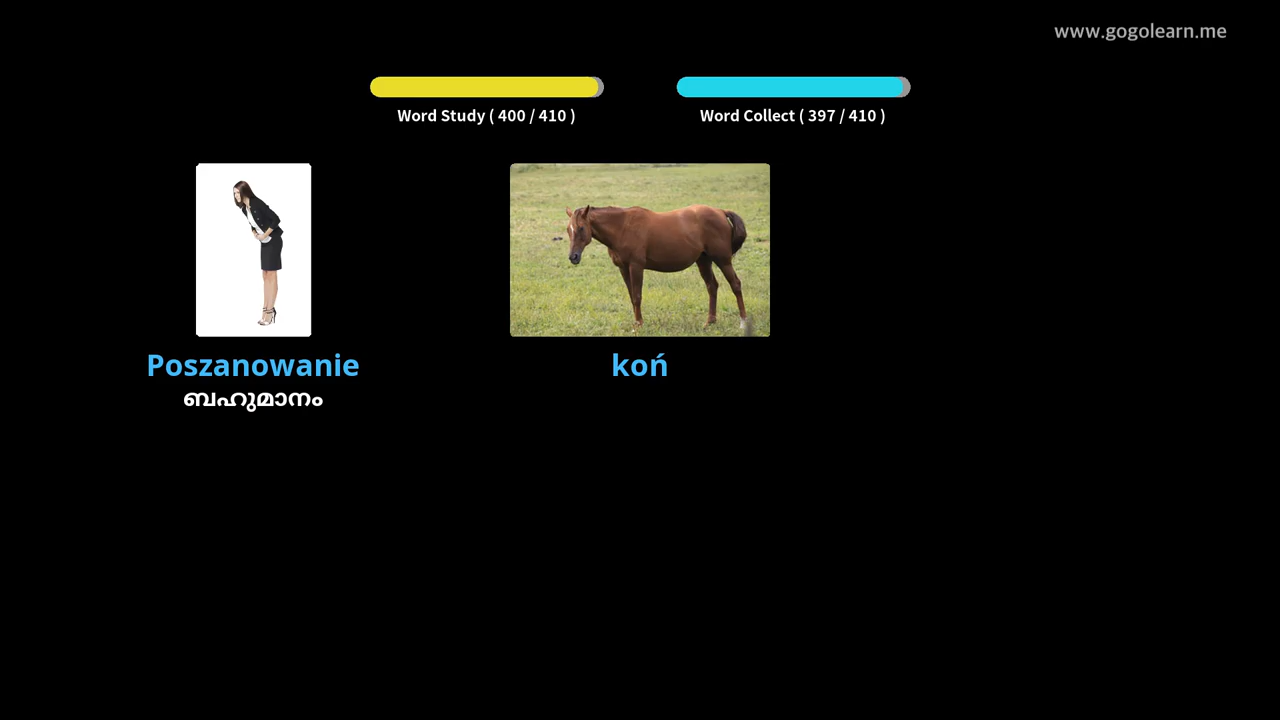 www.gogolearn.me
Word Study ( 400 / 410 )
Word Collect ( 397 / 410 )
Poszanowanie
ബഹുമാനം
koń